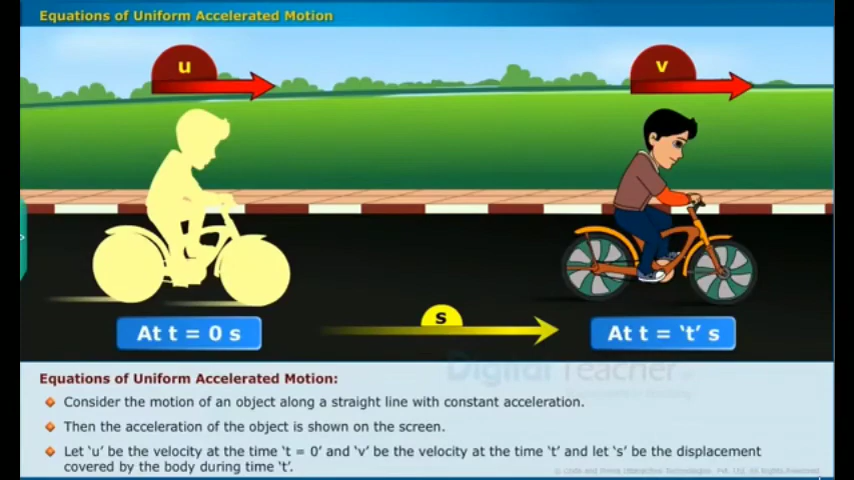 Equations of Uniform Accelerated Motion
u
v
s
At t = 0 s
At t = ‘t’ s
Digital Teacher
Equations of Uniform Accelerated Motion:
Consider the motion of an object along a straight line with constant acceleration.
Then the acceleration of the object is shown on the screen.
Let ‘u’ be the velocity at the time ‘t = 0’ and ‘v’ be the velocity at the time ‘t’ and let ‘s’ be the displacement
covered by the body during time ‘t’.